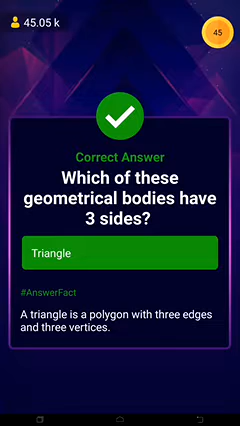 45.05 k
45
Correct Answer
Which of these
geometrical bodies have
3 sides?
Triangle
#AnswerFact
A triangle is a polygon with three edges
and three vertices.